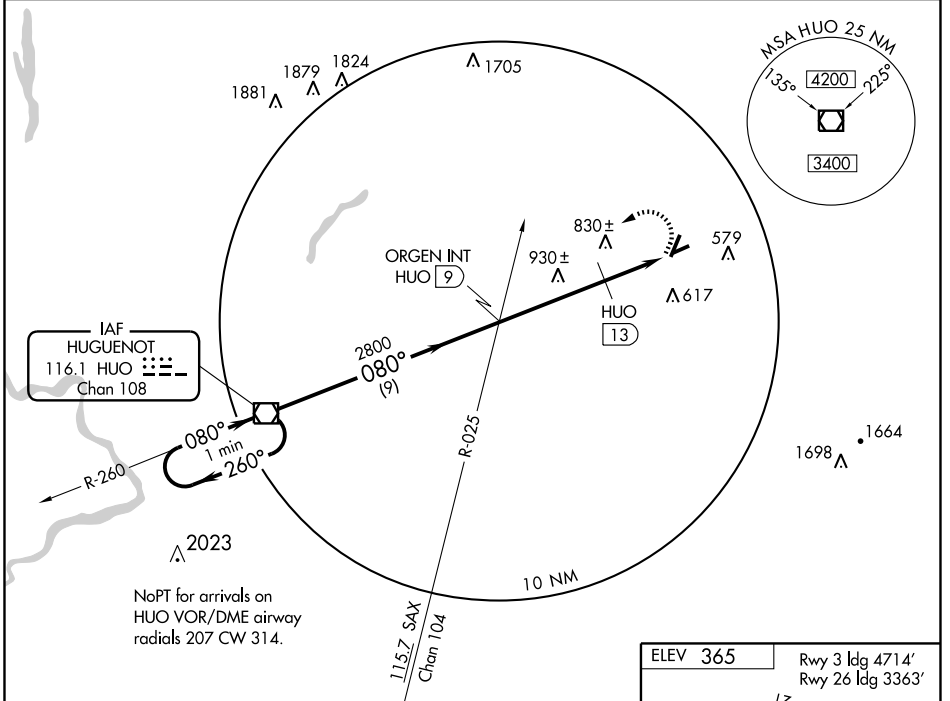 1824
1879
1881
1705
MSA HUO 25 NM
135°
4200
225°
3400
ORGEN INT
HUO 9
830±
930±
579
617
HUO
13
IAF
HUGUENOT
116.1 HUO
Chan 108
2800
080°
(9)
R-025
080°
1 min
260°
R-260
1664
1698
2023
NoPT for arrivals on
HUO VOR/DME airway
radials 207 CW 314.
10 NM
115.7 SAX
Chan 104
ELEV 365
Rwy 3 ldg 4714'
Rwy 26 ldg 3363'